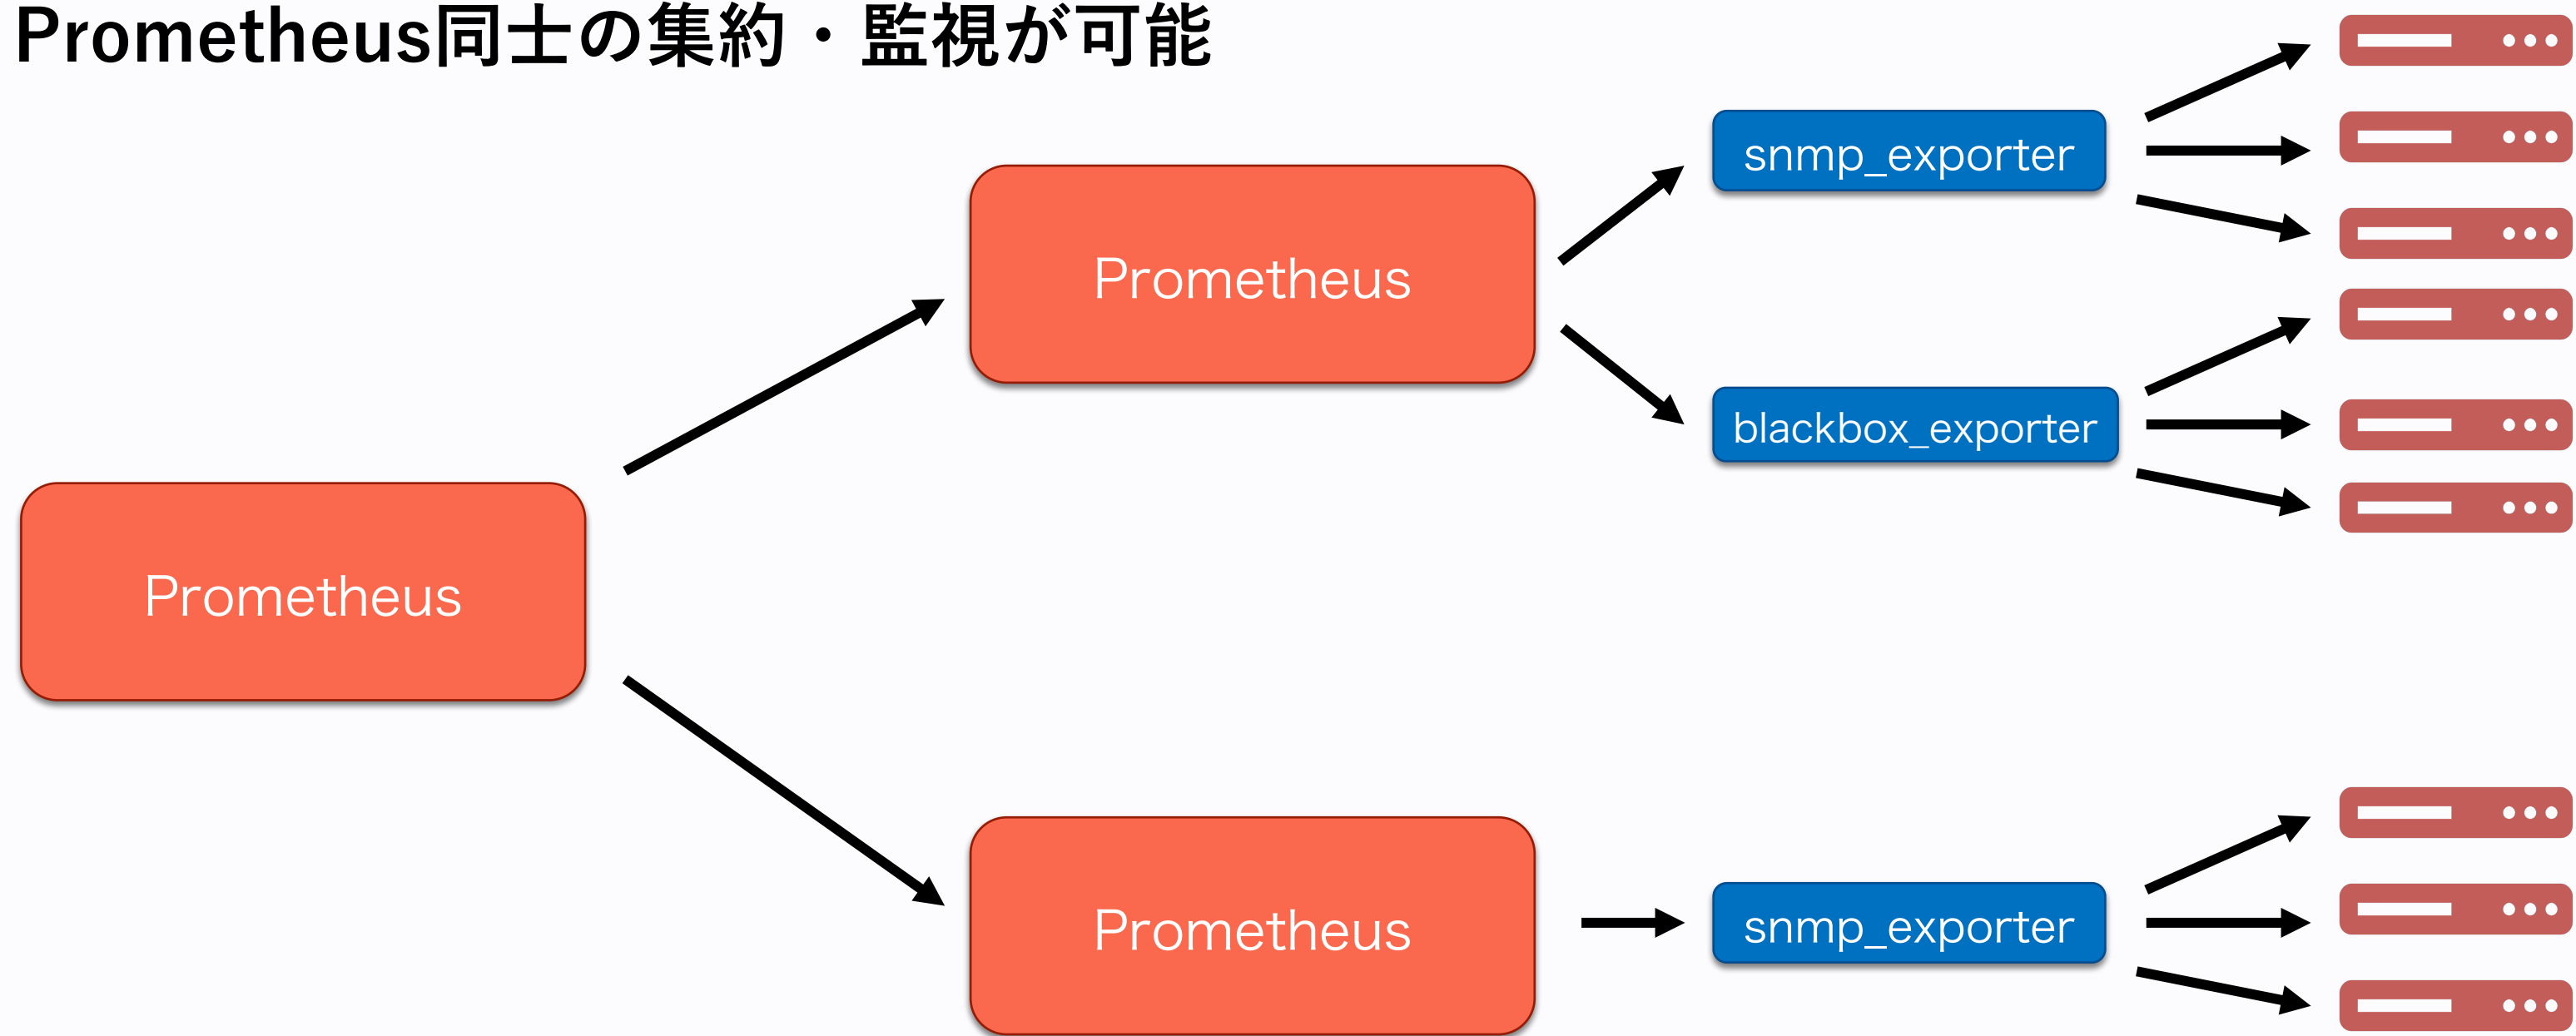 Prometheus同士の集約・監視が可能
snmp_exporter
Prometheus
blackbox_exporter
Prometheus
Prometheus
snmp_exporter